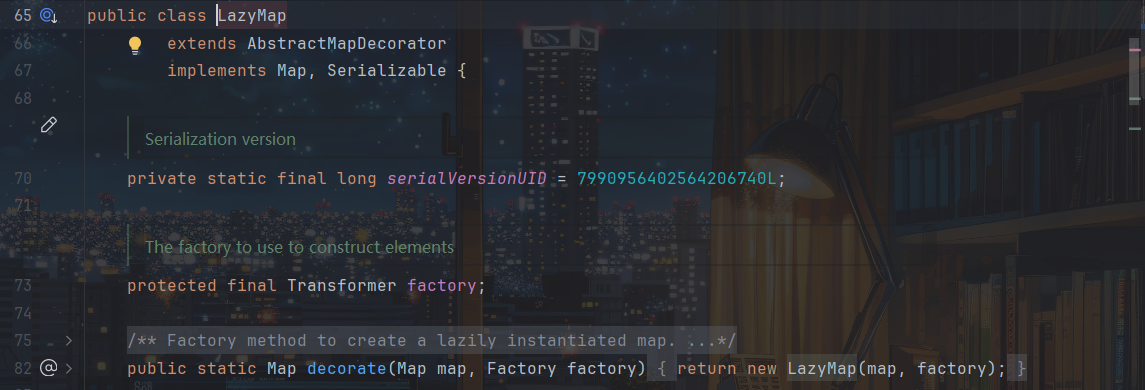 65 public class LazyMap
66 extends AbstractMapDecorator
67 implements Map, Serializable {
68
Serialization version
70 private static final long serialVersionUID = 7990956402564206740L;
71
The factory to use to construct elements
73 protected final Transformer factory;
74
75 /** Factory method to create a lazily instantiated map. ...*/
82 public static Map decorate(Map map, Factory factory) { return new LazyMap(map, factory); }